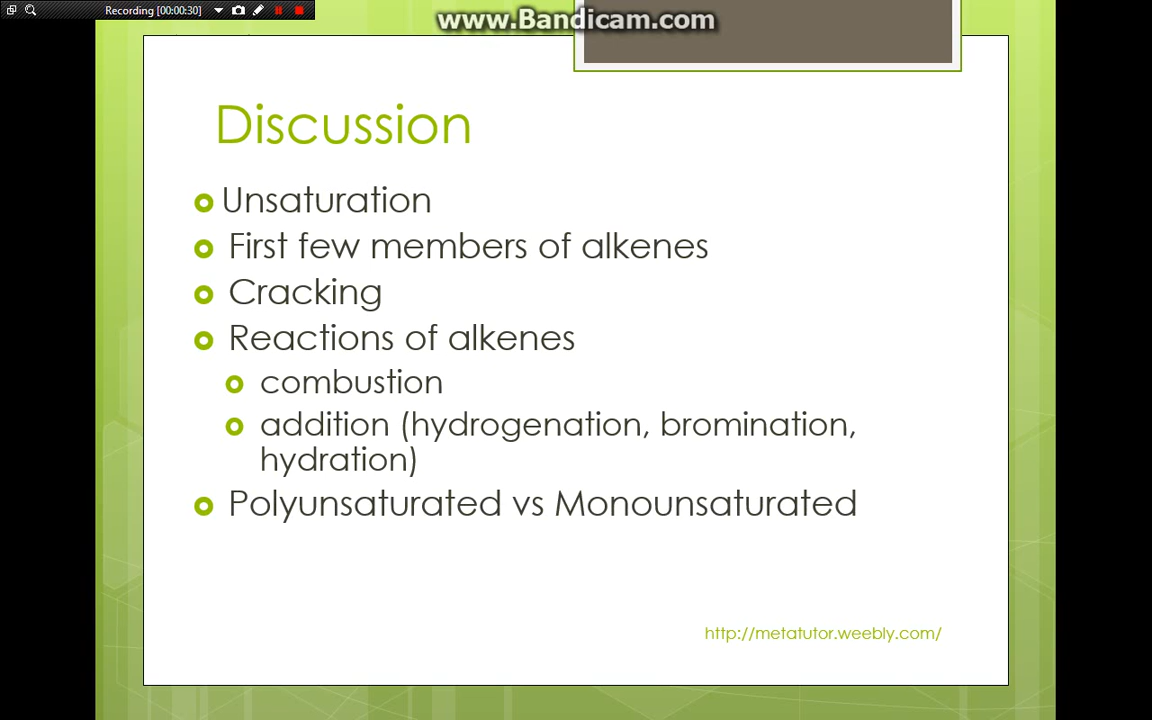 Recording [00:00:30]
www.Bandicam.com
Discussion
Unsaturation
First few members of alkenes
Cracking
Reactions of alkenes
combustion
addition (hydrogenation, bromination,
hydration)
Polyunsaturated vs Monounsaturated
http://metatutor.weebly.com/